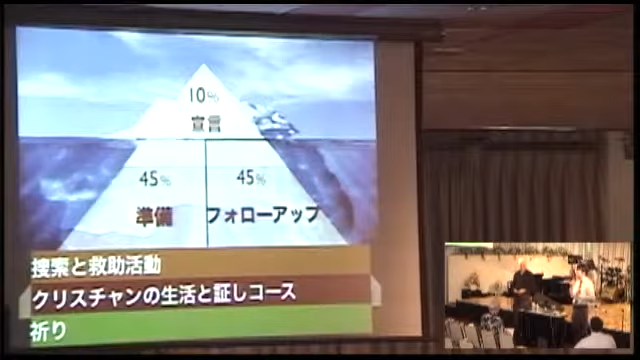 10%
宣言
45% 45%
準備 フォローアップ
捜索と救助活動
クリスチャンの生活と証しコース
祈り